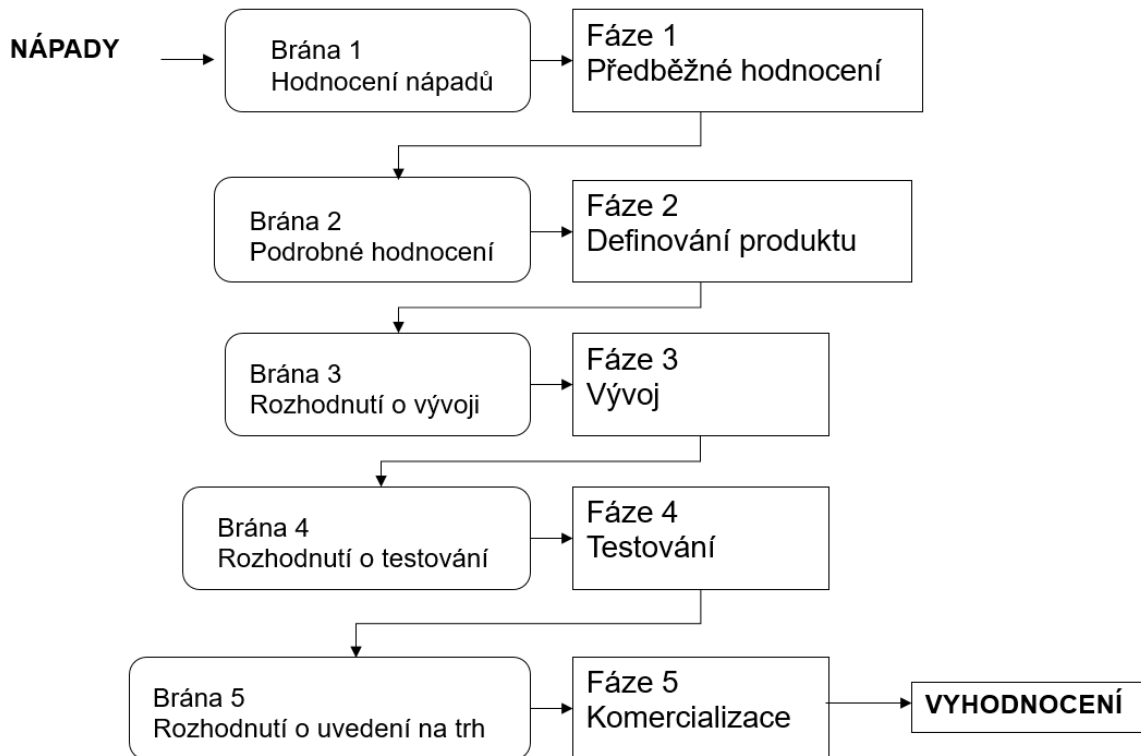 NÁPADY
Brána 1
Hodnocení nápadů
Fáze 1
Předběžné hodnocení
Brána 2
Podrobné hodnocení
Fáze 2
Definování produktu
Brána 3
Rozhodnutí o vývoji
Fáze 3
Vývoj
Brána 4
Rozhodnutí o testování
Fáze 4
Testování
Brána 5
Rozhodnutí o uvedení na trh
Fáze 5
Komercializace
VYHODNOCENÍ